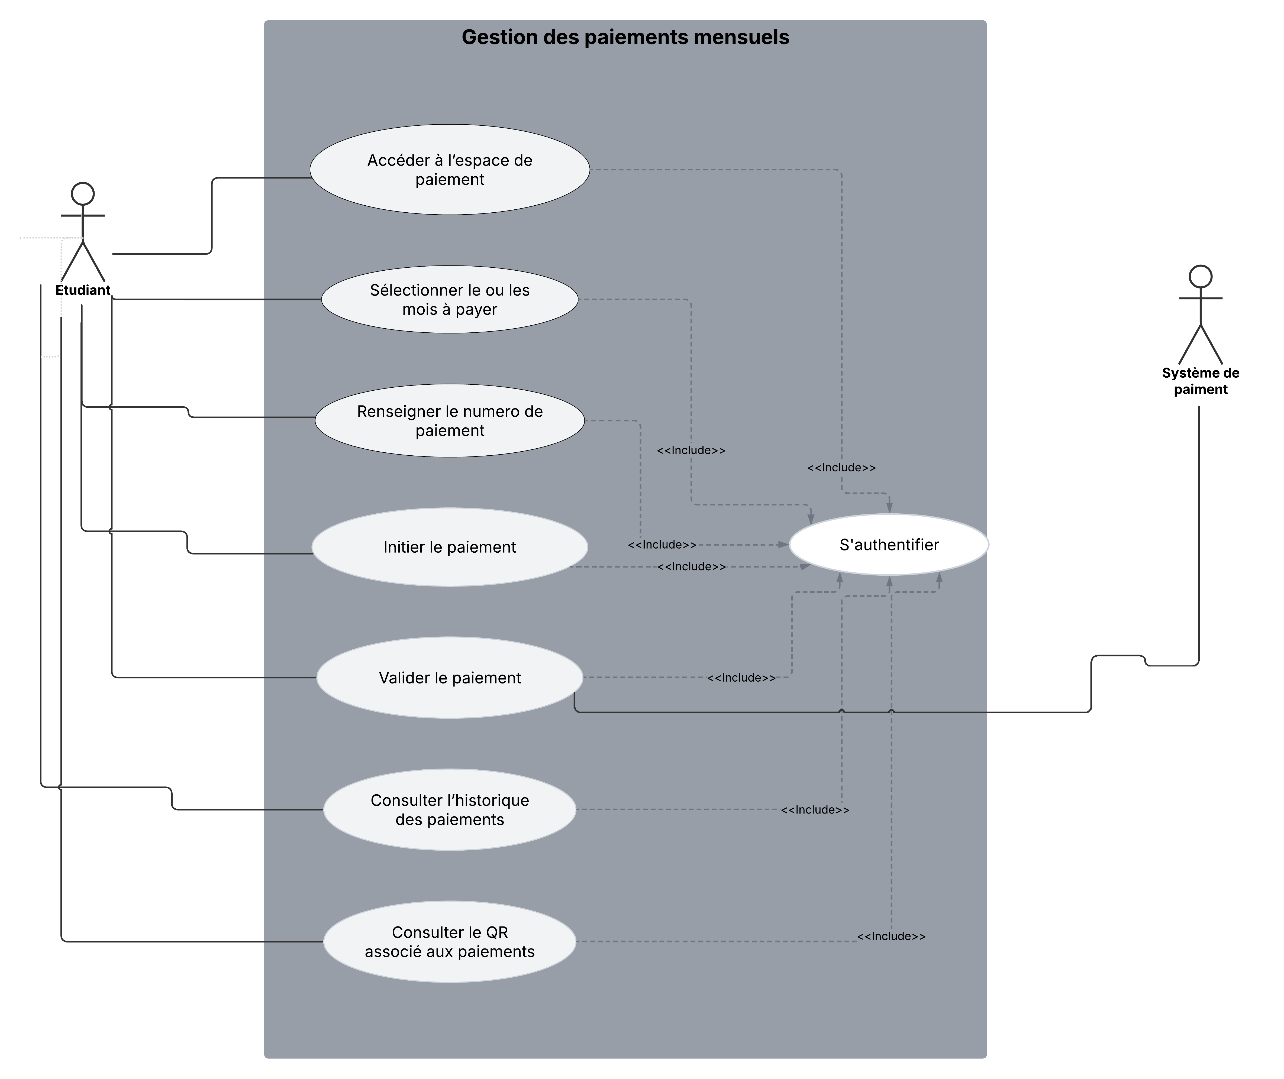 Gestion des paiements mensuels
Accéder à l’espace de
paiement
Etudiant
Sélectionner le ou les
mois à payer
Système de
paiment
Renseigner le numero de
paiement
<<Include>>
<<Include>>
Initier le paiement
<<Include>>
<<Include>>
S'authentifier
Valider le paiement
<<Include>>
Consulter l’historique
des paiements
<<Include>>
Consulter le QR
associé aux paiements
<<Include>>